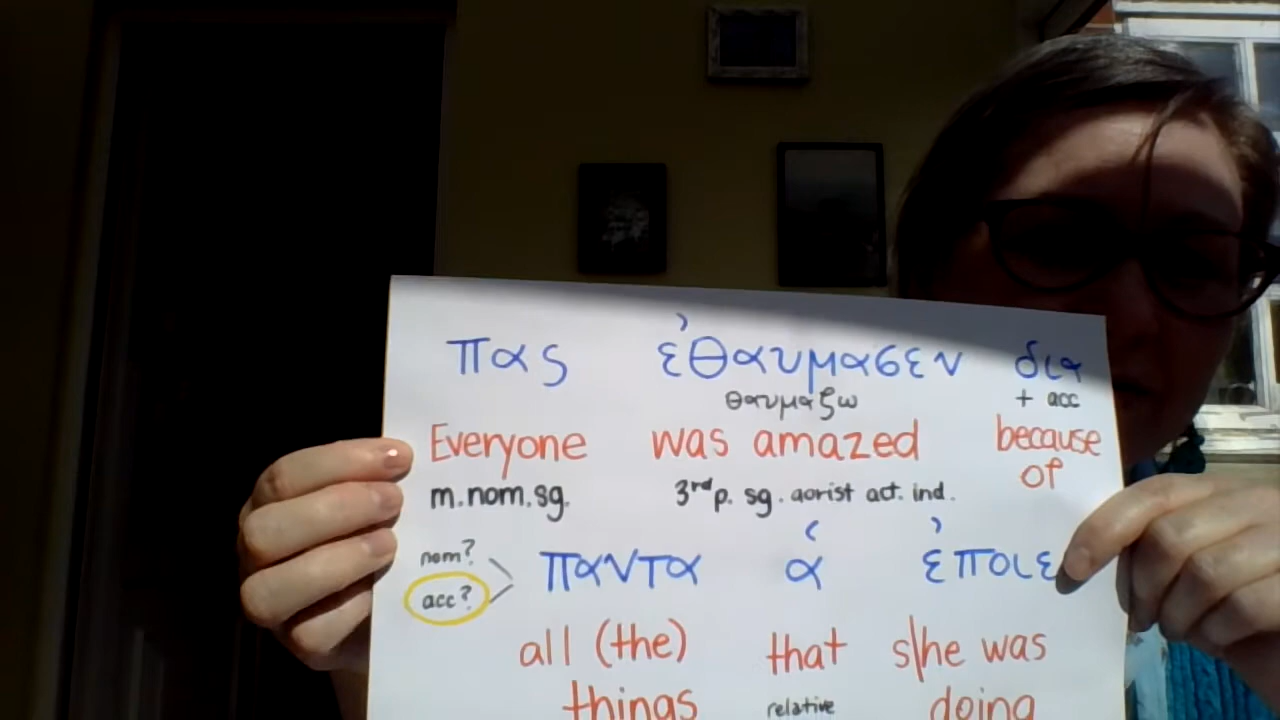 πας ἐθαυμασεν δια
θαυμαζω + acc
Everyone was amazed because of
m.nom.sg. 3rd p. sg. aorist act. ind.
nom?
acc? παντα ἁ ἐποιε
all (the) that s|he was
things relative doing